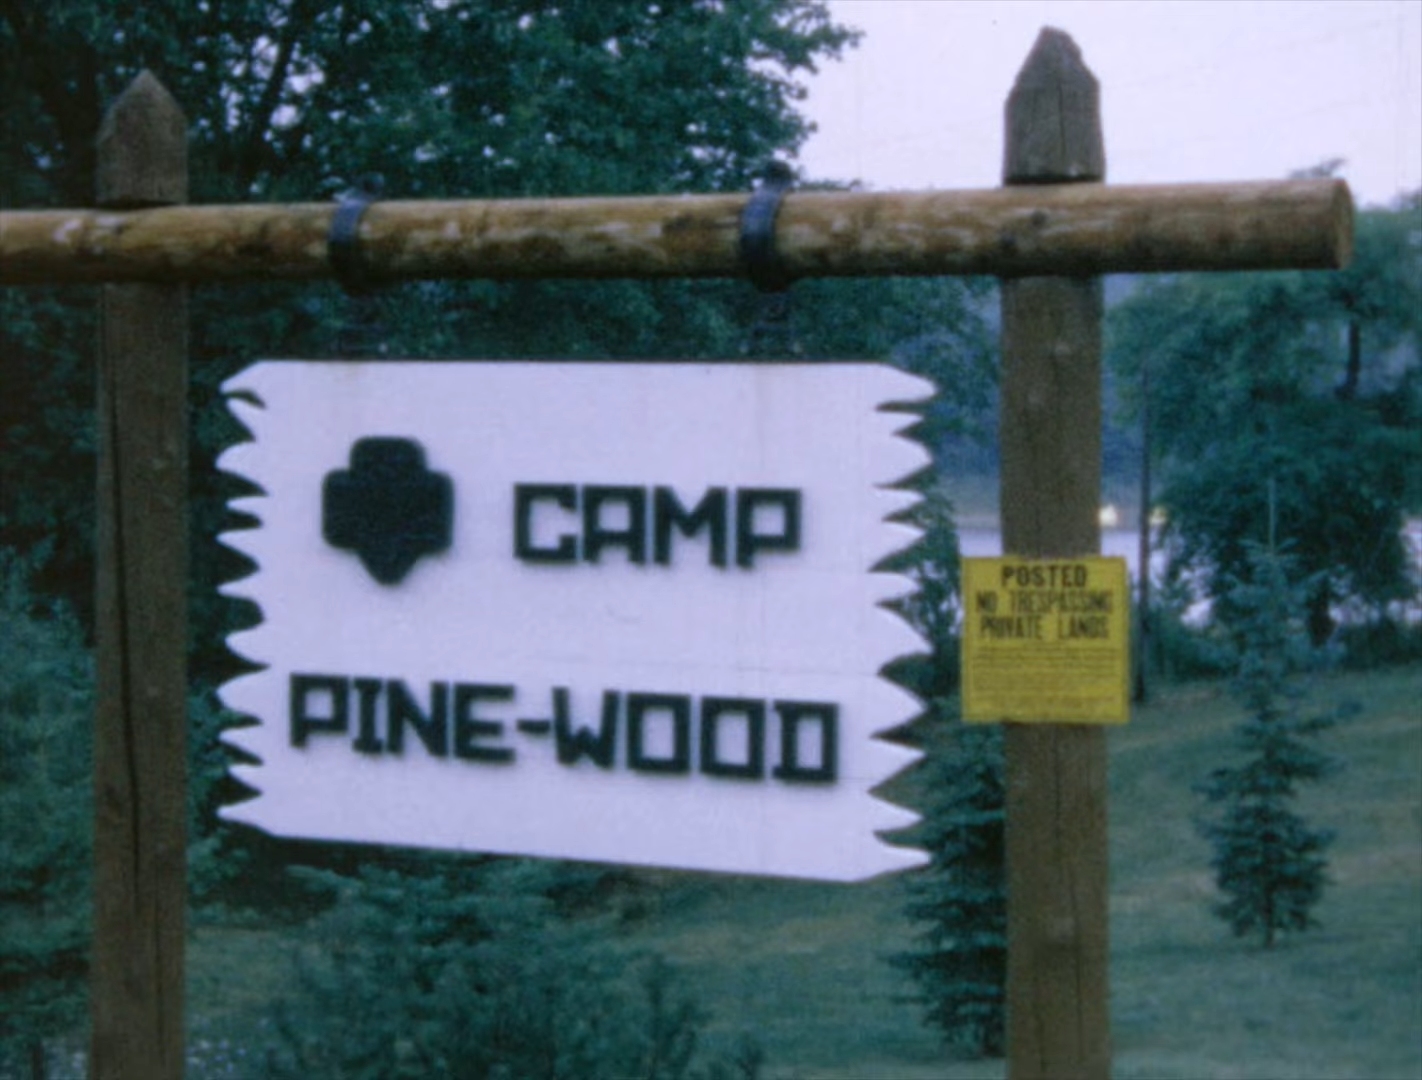 CAMP
PINE-WOOD
POSTED
NO TRESPASSING
PRIVATE LANDS